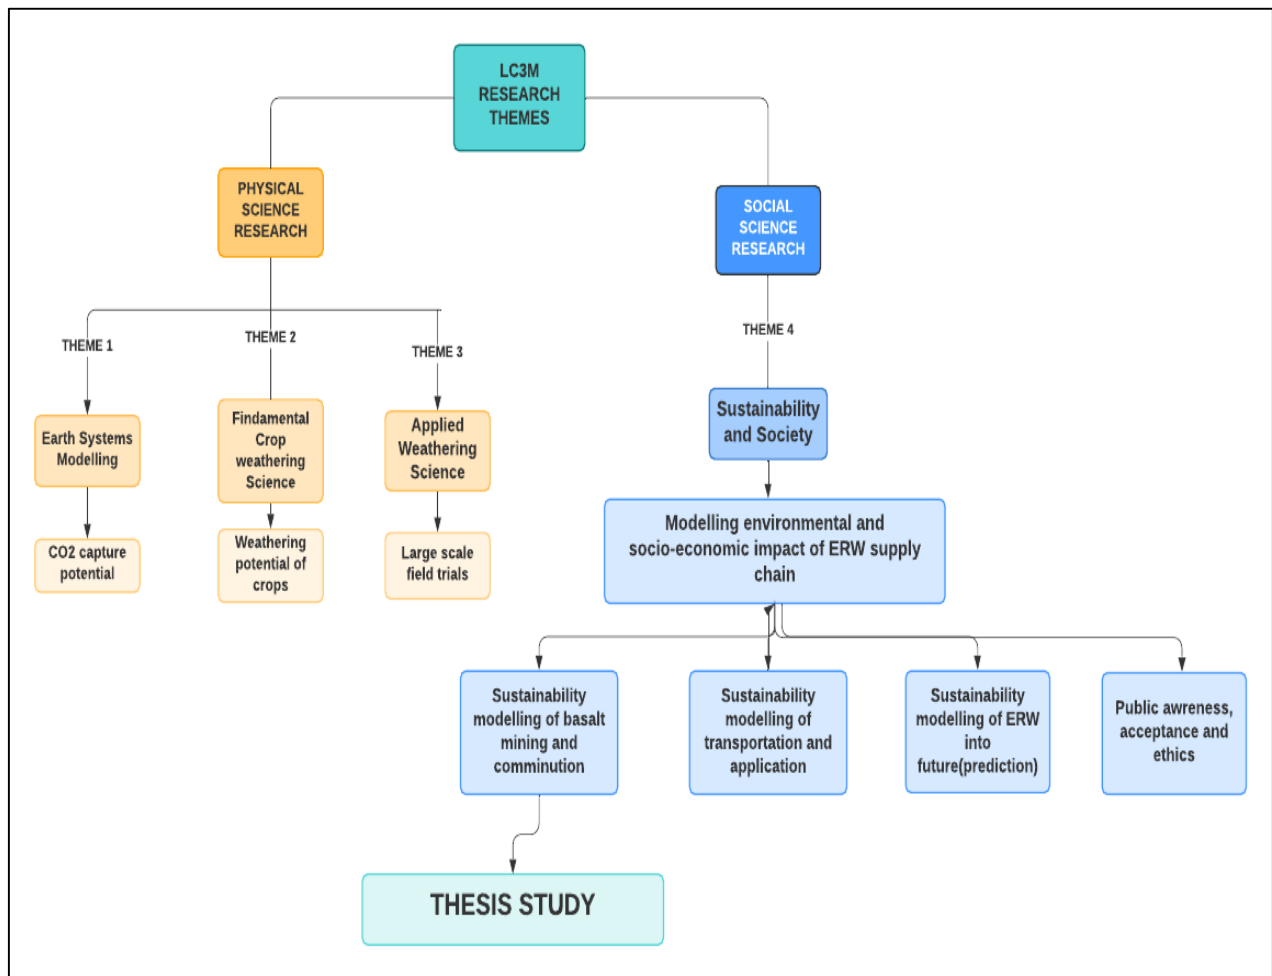 LC3M
RESEARCH
THEMES
PHYSICAL
SCIENCE
RESEARCH
SOCIAL
SCIENCE
RESEARCH
THEME 1
THEME 2
THEME 3
THEME 4
Earth Systems
Modelling
Findamental
Crop
weathering
Science
Applied
Weathering
Science
Sustainability
and Society
CO2 capture
potential
Weathering
potential of
crops
Large scale
field trials
Modelling environmental and
socio-economic impact of ERW supply
chain
Sustainability
modelling of basalt
mining and
comminution
Sustainability
modelling of
transportation and
application
Sustainability
modelling of ERW
into
future(prediction)
Public awreness,
acceptance and
ethics
THESIS STUDY